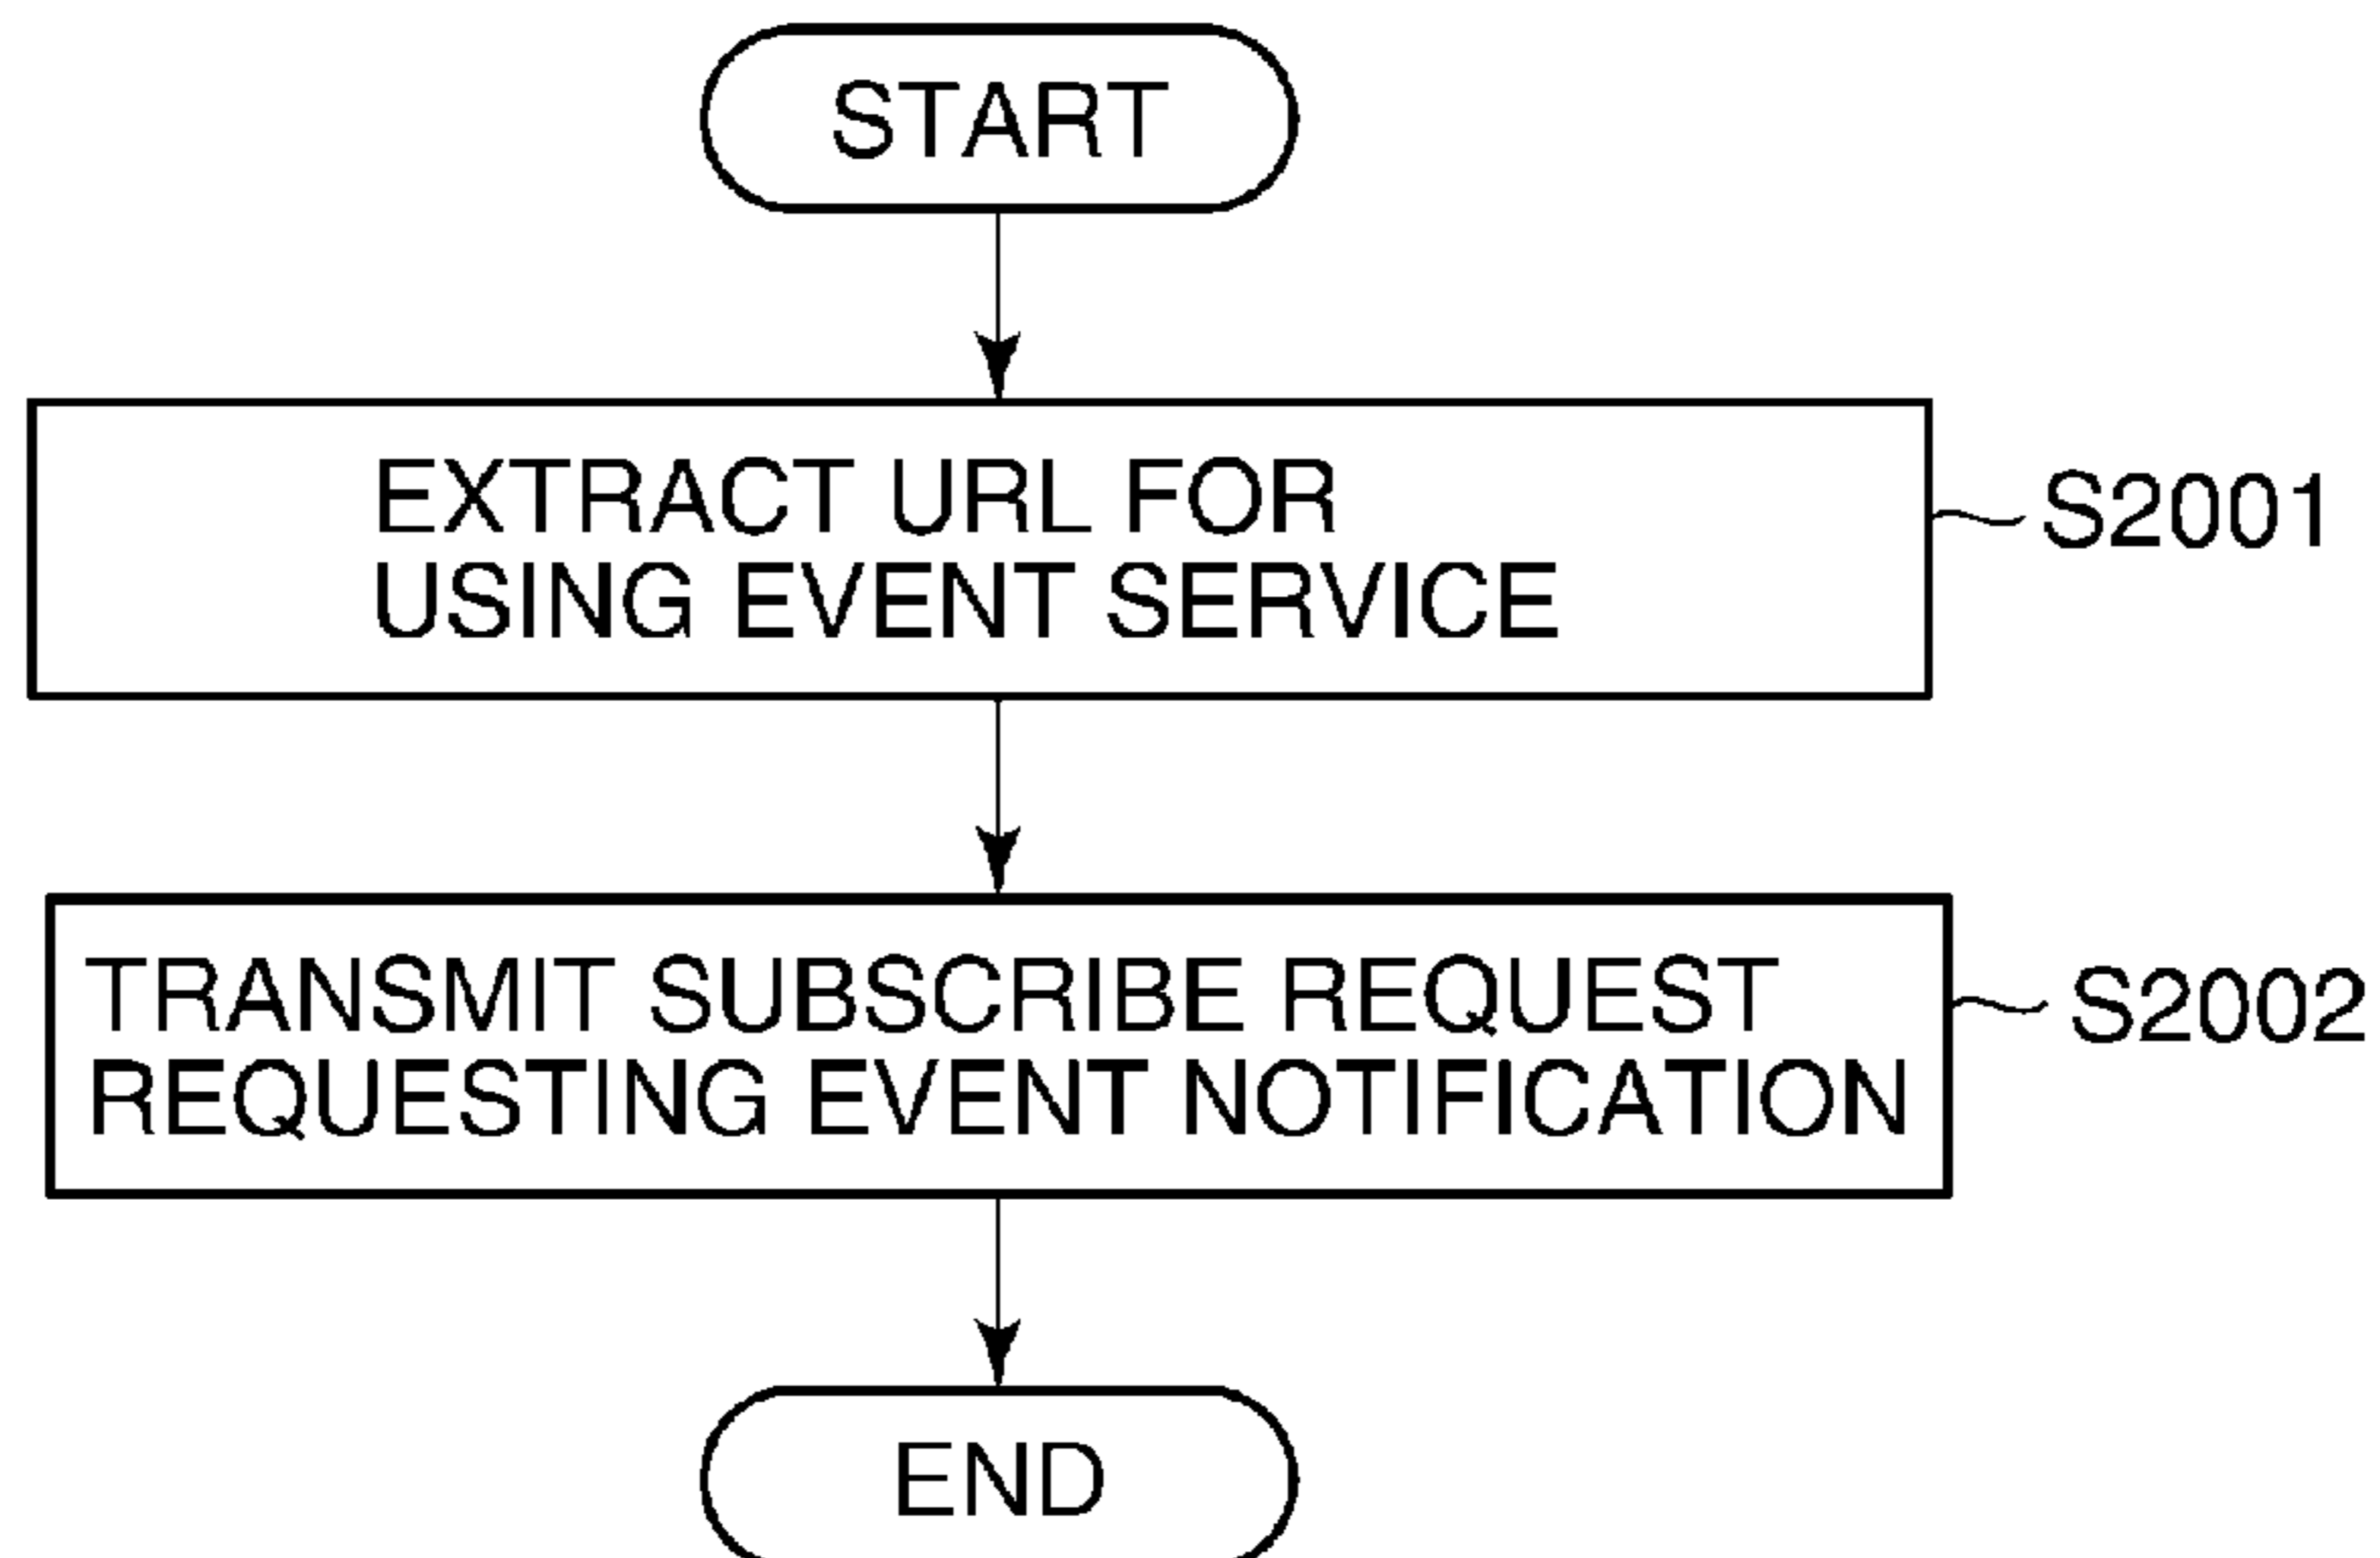 START
EXTRACT URL FOR
USING EVENT SERVICE
S2001
TRANSMIT SUBSCRIBE REQUEST
REQUESTING EVENT NOTIFICATION
S2002
END